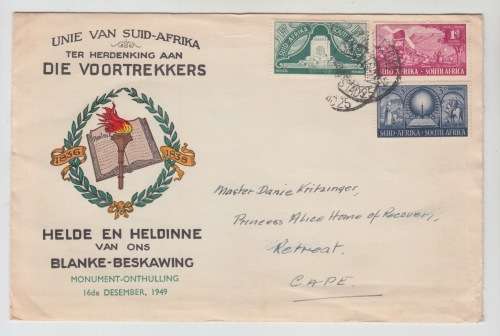 UNIE VAN SUID-AFRIKA
TER HERDENKING AAN
DIE VOORTREKKERS
1836 1838
HELDE EN HELDINNE
VAN ONS
BLANKE-BESKAWING
MONUMENT-ONTHULLING
16de DESEMBER, 1949
SUID-AFRIKA SOUTH AFRICA
1D
SUID-AFRIKA · SOUTH AFRICA
SUID-AFRIKA · SOUTH-AFRICA
Master Danie Kritzinger,
Princess Alice Home of Recovery,
Retreat.
CAPE.